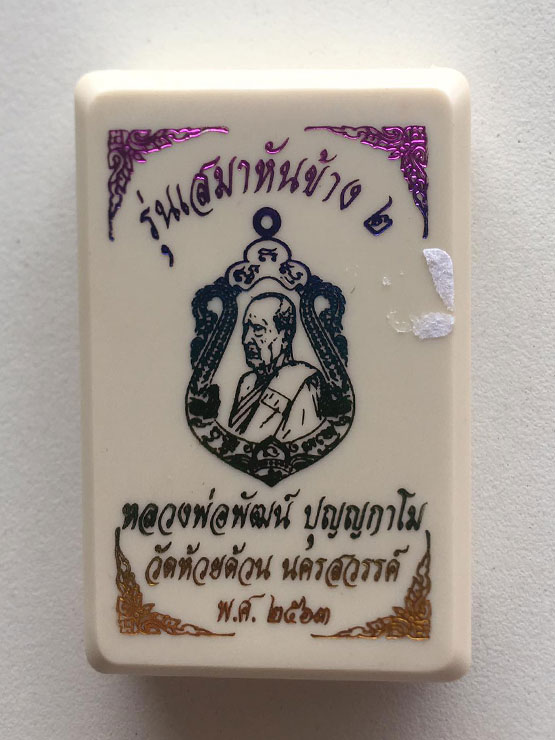 รุ่นเสมาหันข้าง ๒
หลวงพ่อพัฒน์ ปุญญกาโม
วัดห้วยด้วน นครสวรรค์
พ.ศ. ๒๕๖๓